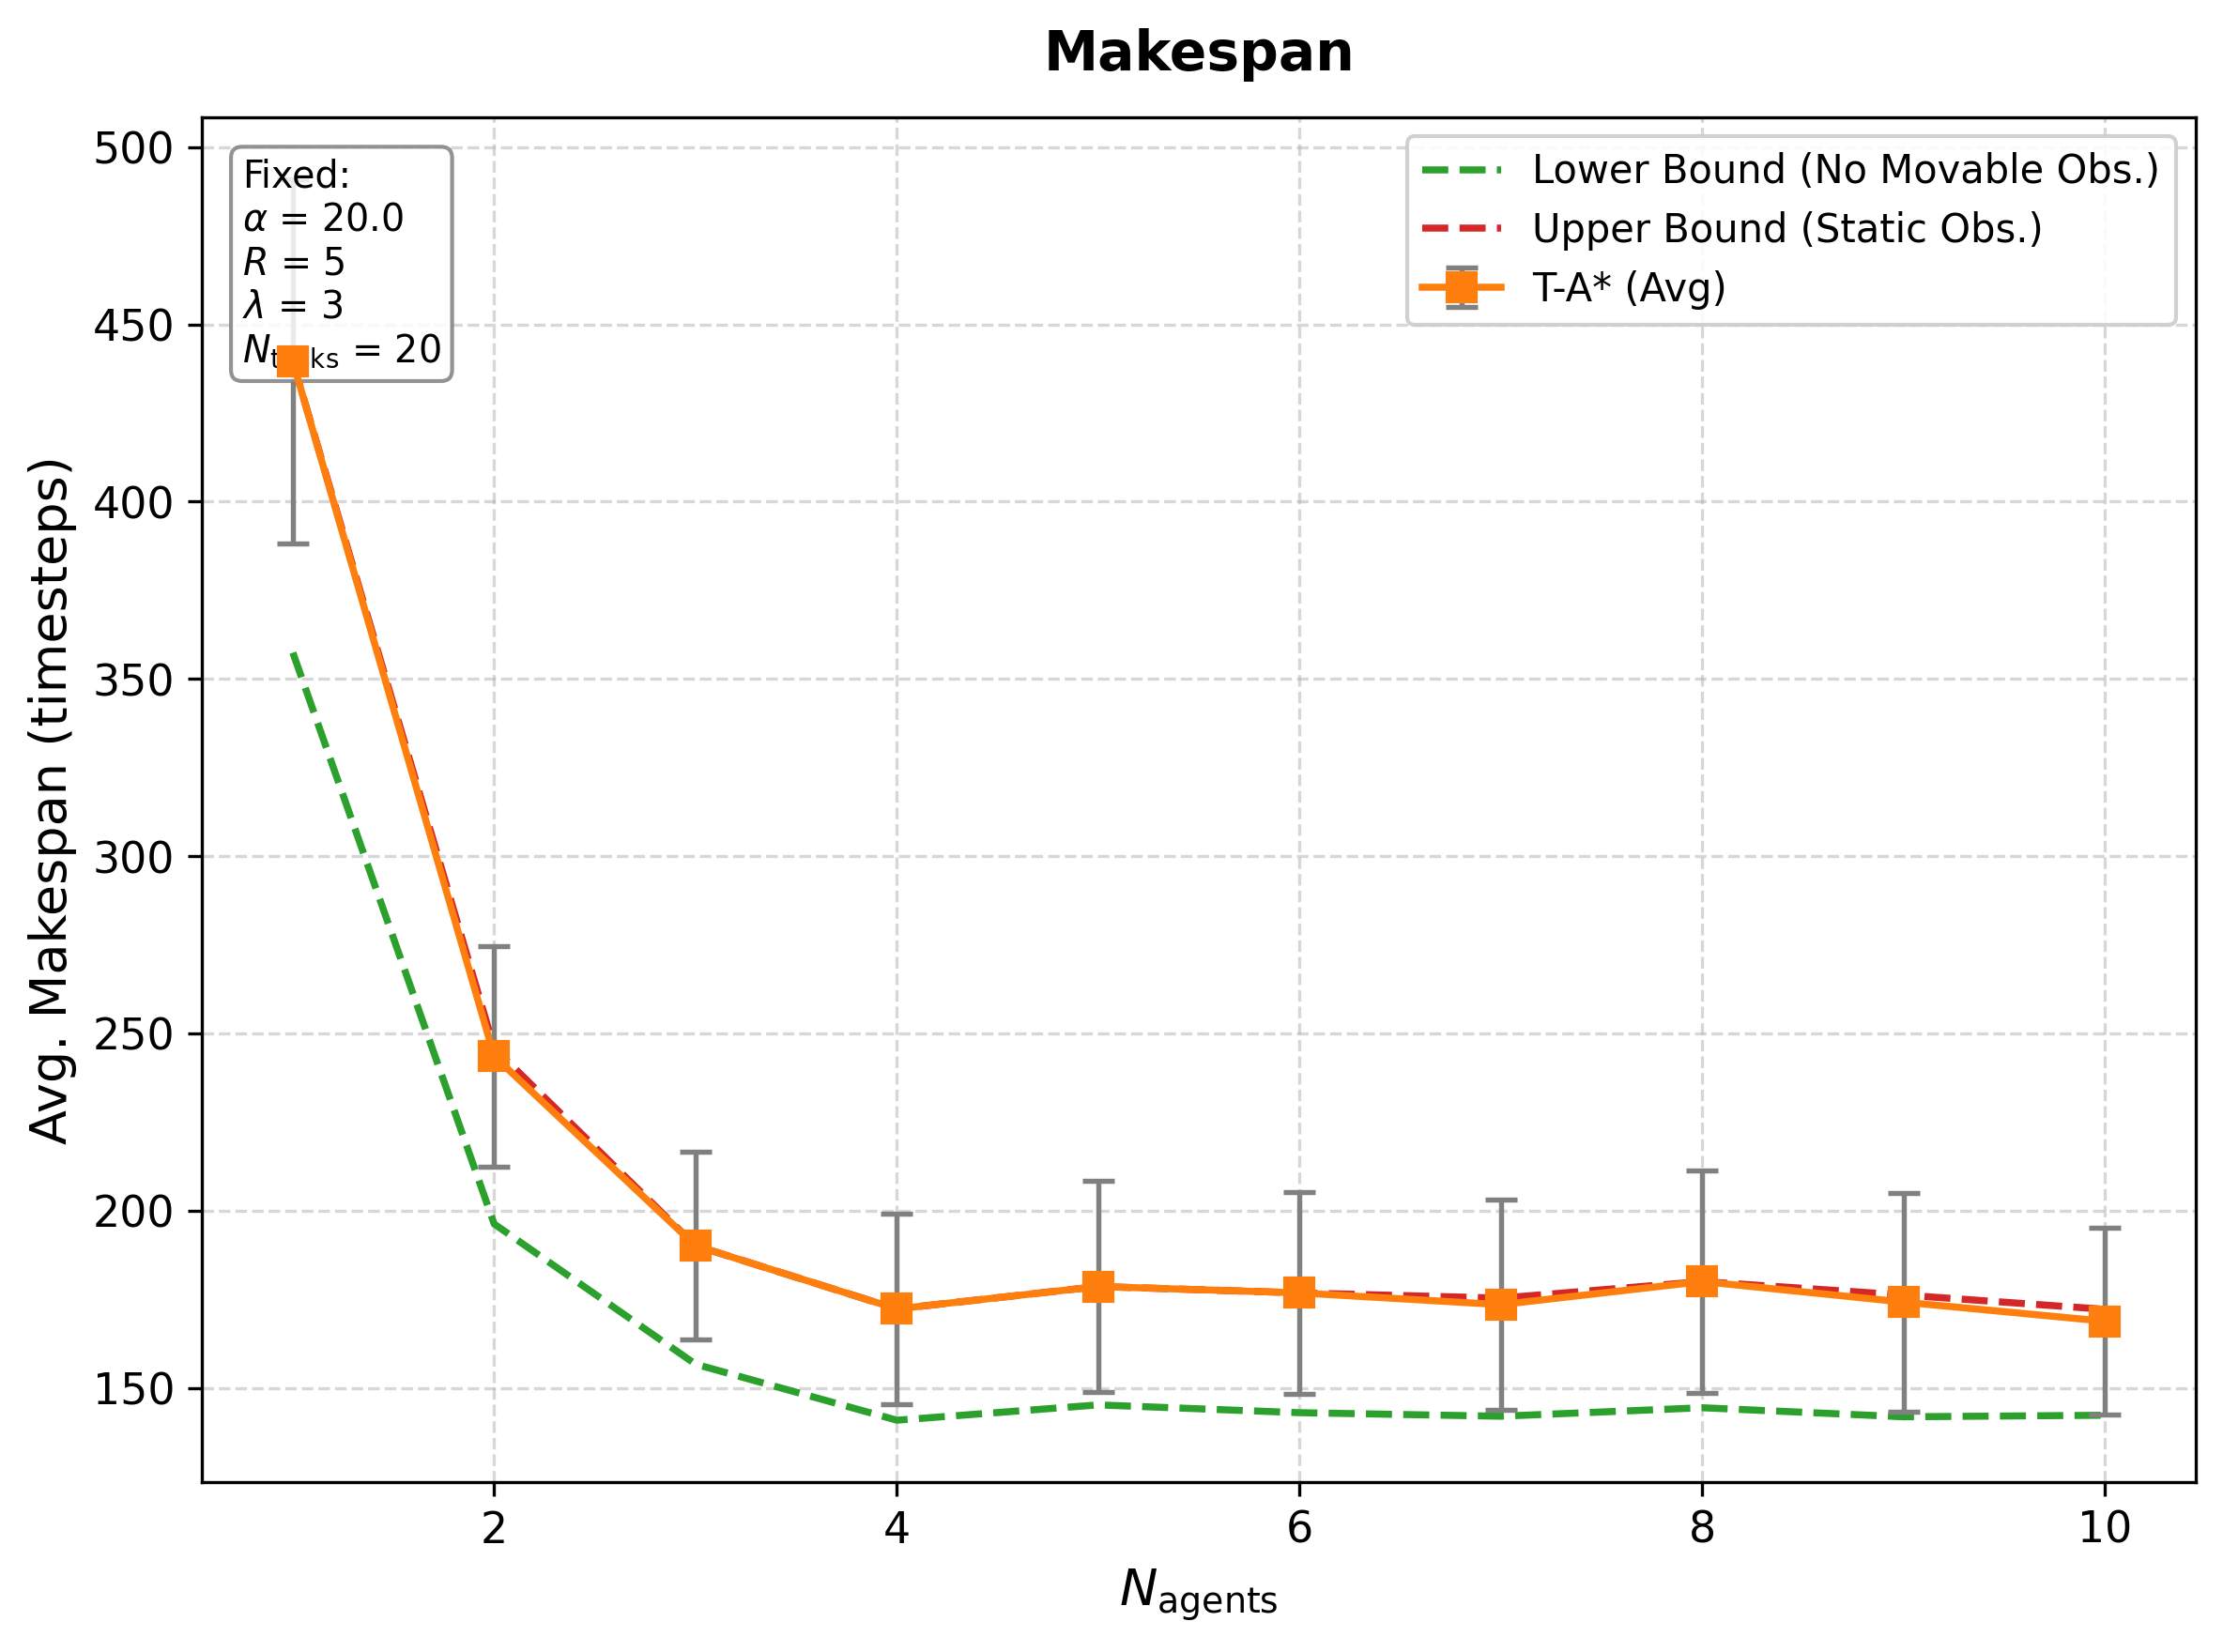 Makespan
500
450
400
350
300
250
200
150
Avg. Makespan (timesteps)
Fixed:
α = 20.0
R = 5
λ = 3
N = 20
Lower Bound (No Movable Obs.)
Upper Bound (Static Obs.)
T-A* (Avg)
2 4 6 8 10
N_agents